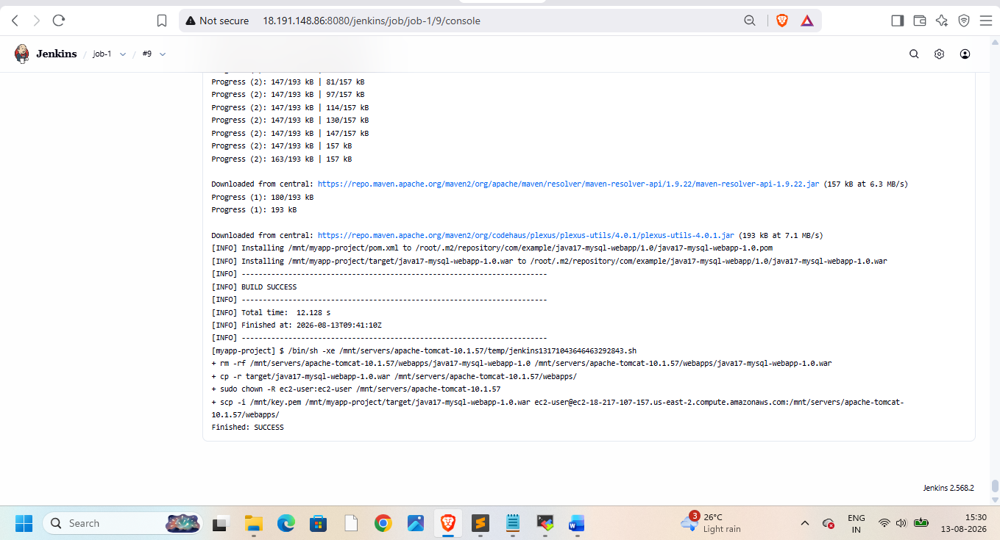 Not secure 18.191.148.86:8080/jenkins/job/job-1/9/console
Jenkins / job-1 / #9
Progress (2): 147/193 kB | 81/157 kB
Progress (2): 147/193 kB | 97/157 kB
Progress (2): 147/193 kB | 114/157 kB
Progress (2): 147/193 kB | 130/157 kB
Progress (2): 147/193 kB | 147/157 kB
Progress (2): 147/193 kB | 157 kB
Progress (2): 163/193 kB | 157 kB
Downloaded from central: https://repo.maven.apache.org/maven2/org/apache/maven/resolver/maven-resolver-api/1.9.22/maven-resolver-api-1.9.22.jar (157 kB at 6.3 MB/s)
Progress (1): 180/193 kB
Progress (1): 193 kB
Downloaded from central: https://repo.maven.apache.org/maven2/org/codehaus/plexus/plexus-utils/4.0.1/plexus-utils-4.0.1.jar (193 kB at 7.1 MB/s)
[INFO] Installing /mnt/myapp-project/pom.xml to /root/.m2/repository/com/example/java17-mysql-webapp/1.0/java17-mysql-webapp-1.0.pom
[INFO] Installing /mnt/myapp-project/target/java17-mysql-webapp-1.0.war to /root/.m2/repository/com/example/java17-mysql-webapp/1.0/java17-mysql-webapp-1.0.war
[INFO] ------------------------------------------------------------------------
[INFO] BUILD SUCCESS
[INFO] ------------------------------------------------------------------------
[INFO] Total time:  12.128 s
[INFO] Finished at: 2026-08-13T09:41:10Z
[INFO] ------------------------------------------------------------------------
[myapp-project] $ /bin/sh -xe /mnt/servers/apache-tomcat-10.1.57/temp/jenkins13171043646463292843.sh
+ rm -rf /mnt/servers/apache-tomcat-10.1.57/webapps/java17-mysql-webapp-1.0 /mnt/servers/apache-tomcat-10.1.57/webapps/java17-mysql-webapp-1.0.war
+ cp -r target/java17-mysql-webapp-1.0.war /mnt/servers/apache-tomcat-10.1.57/webapps/
+ sudo chown -R ec2-user:ec2-user /mnt/servers/apache-tomcat-10.1.57
+ scp -i /mnt/key.pem /mnt/myapp-project/target/java17-mysql-webapp-1.0.war ec2-user@ec2-18-217-107-157.us-east-2.compute.amazonaws.com:/mnt/servers/apache-tomcat-
10.1.57/webapps/
Finished: SUCCESS
Jenkins 2.568.2
Search
3
26°C
Light rain
ENG
IN
15:30
13-08-2026